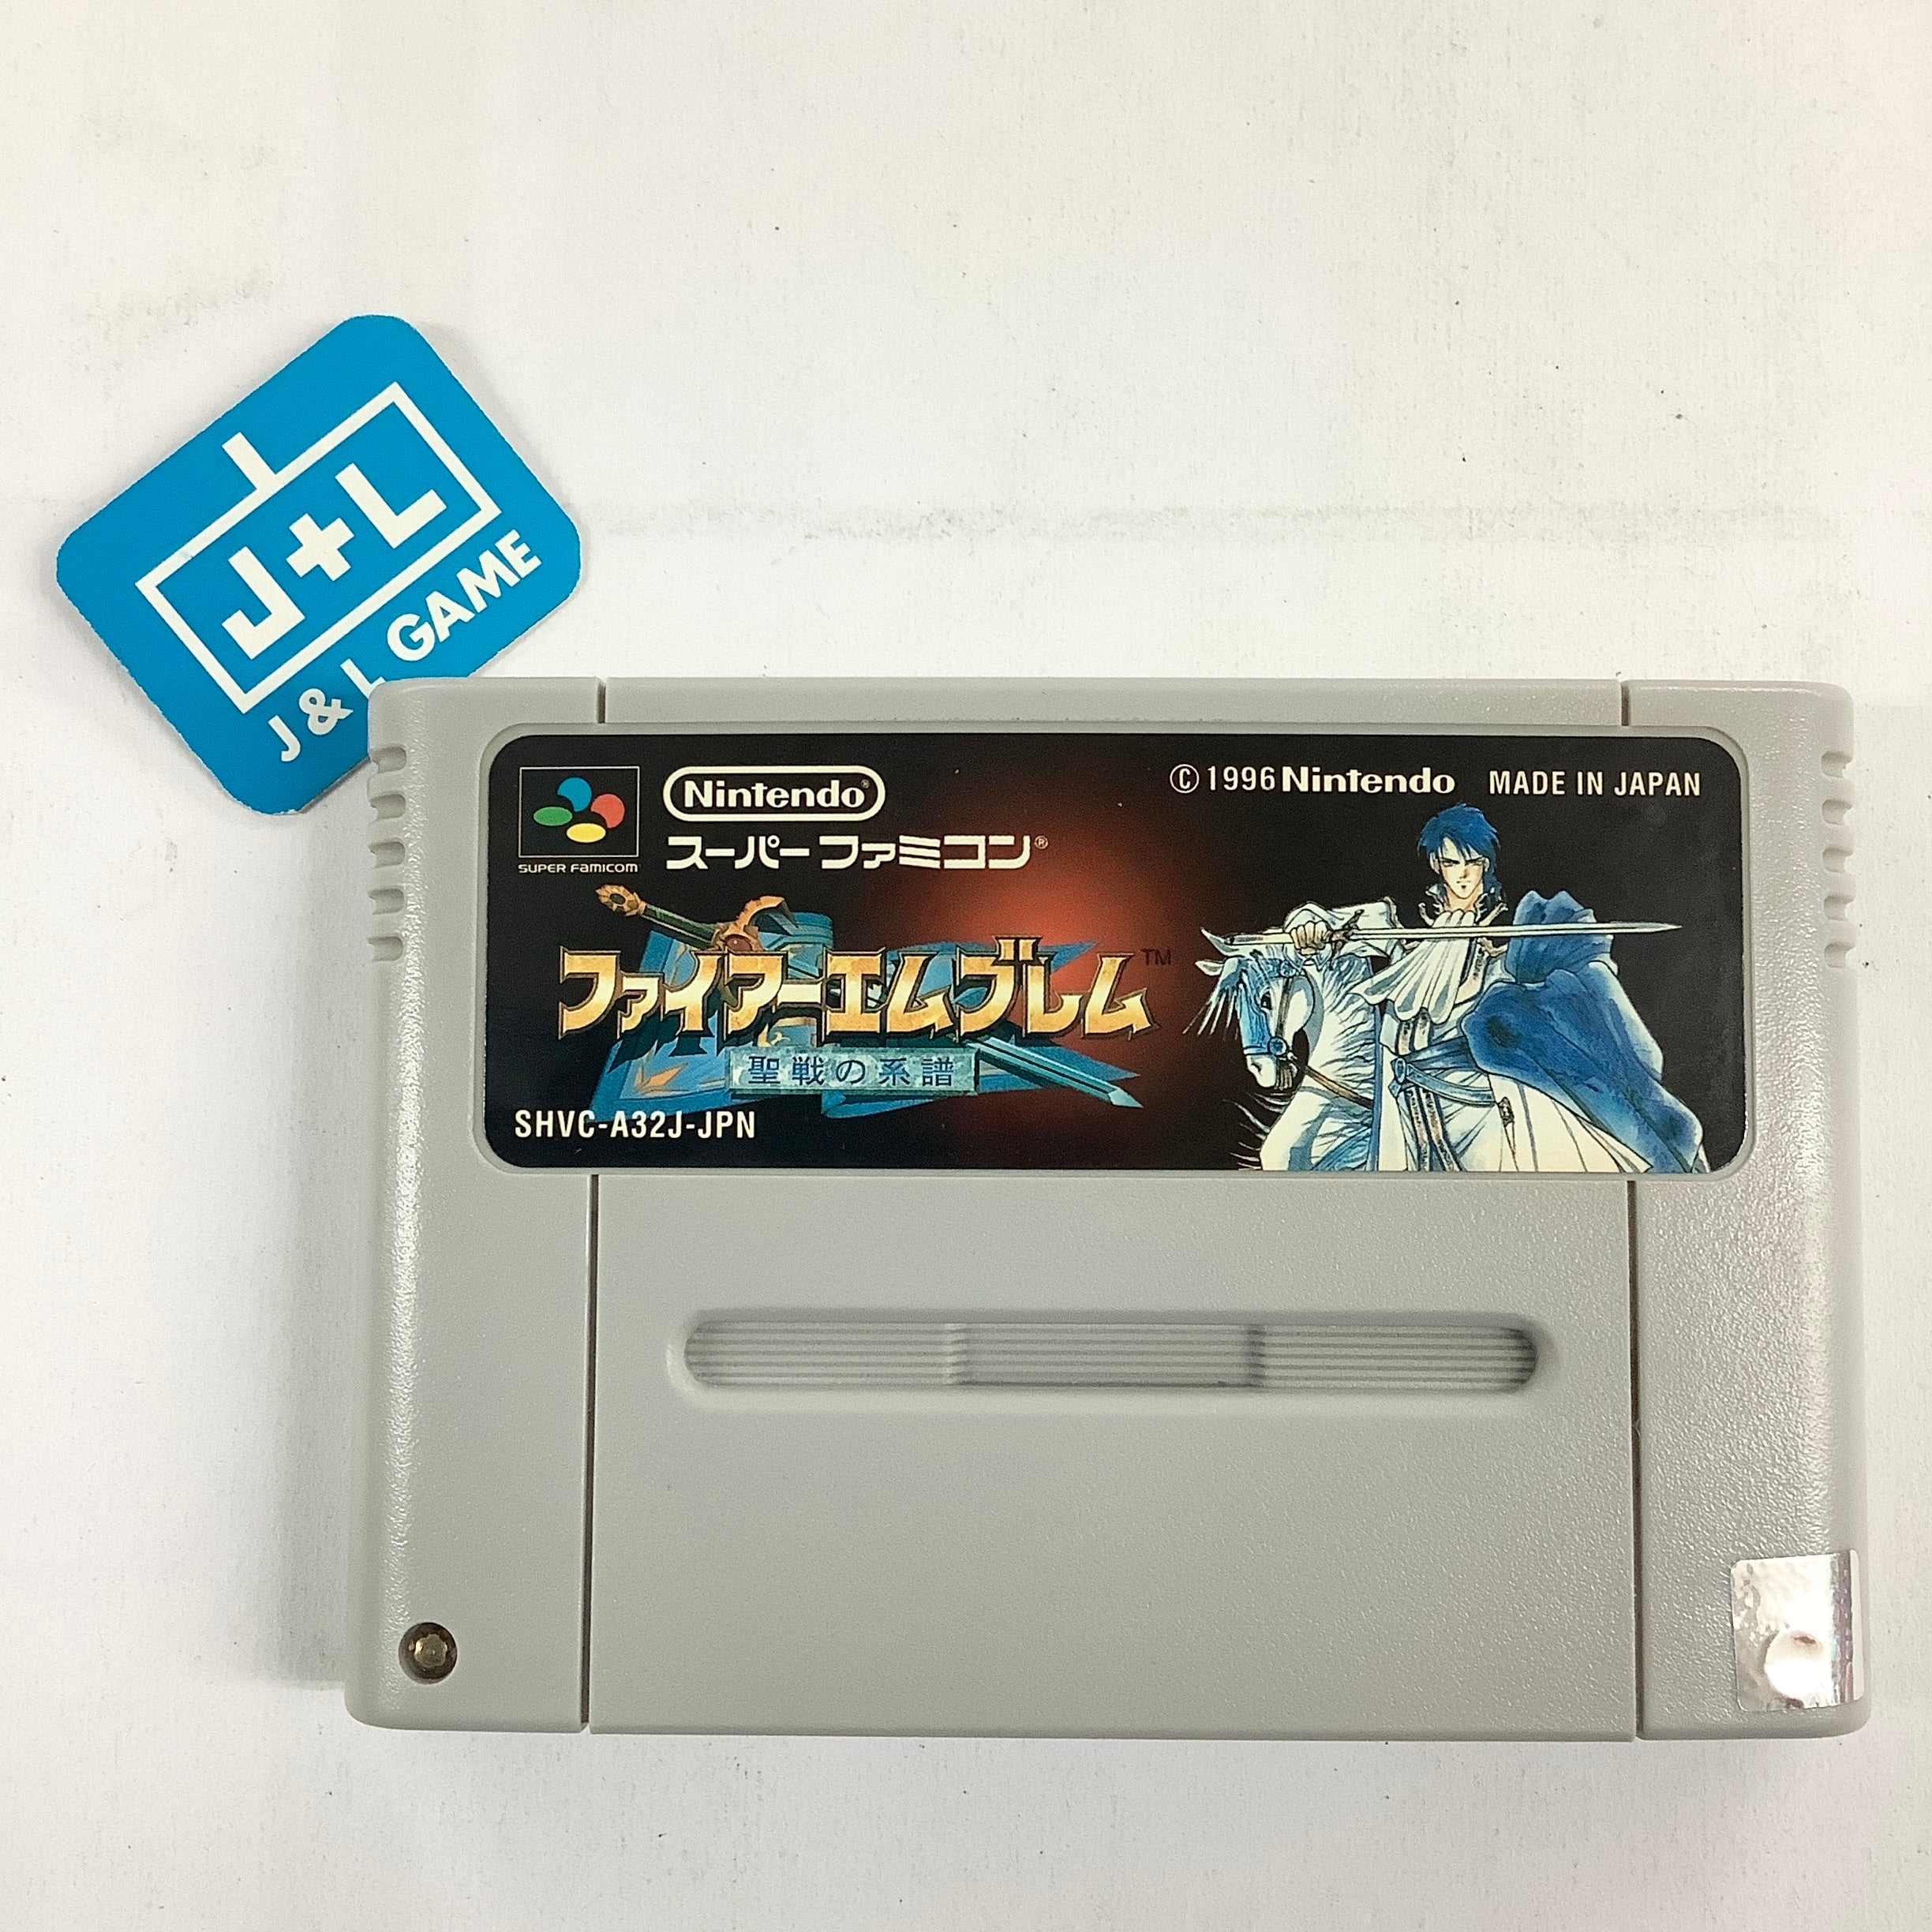 J+L
J & L GAME
Nintendo®
スーパーファミコン®
SUPER FAMICOM
© 1996 Nintendo MADE IN JAPAN
ファイアーエムブレム™
聖戦の系譜
SHVC-A32J-JPN